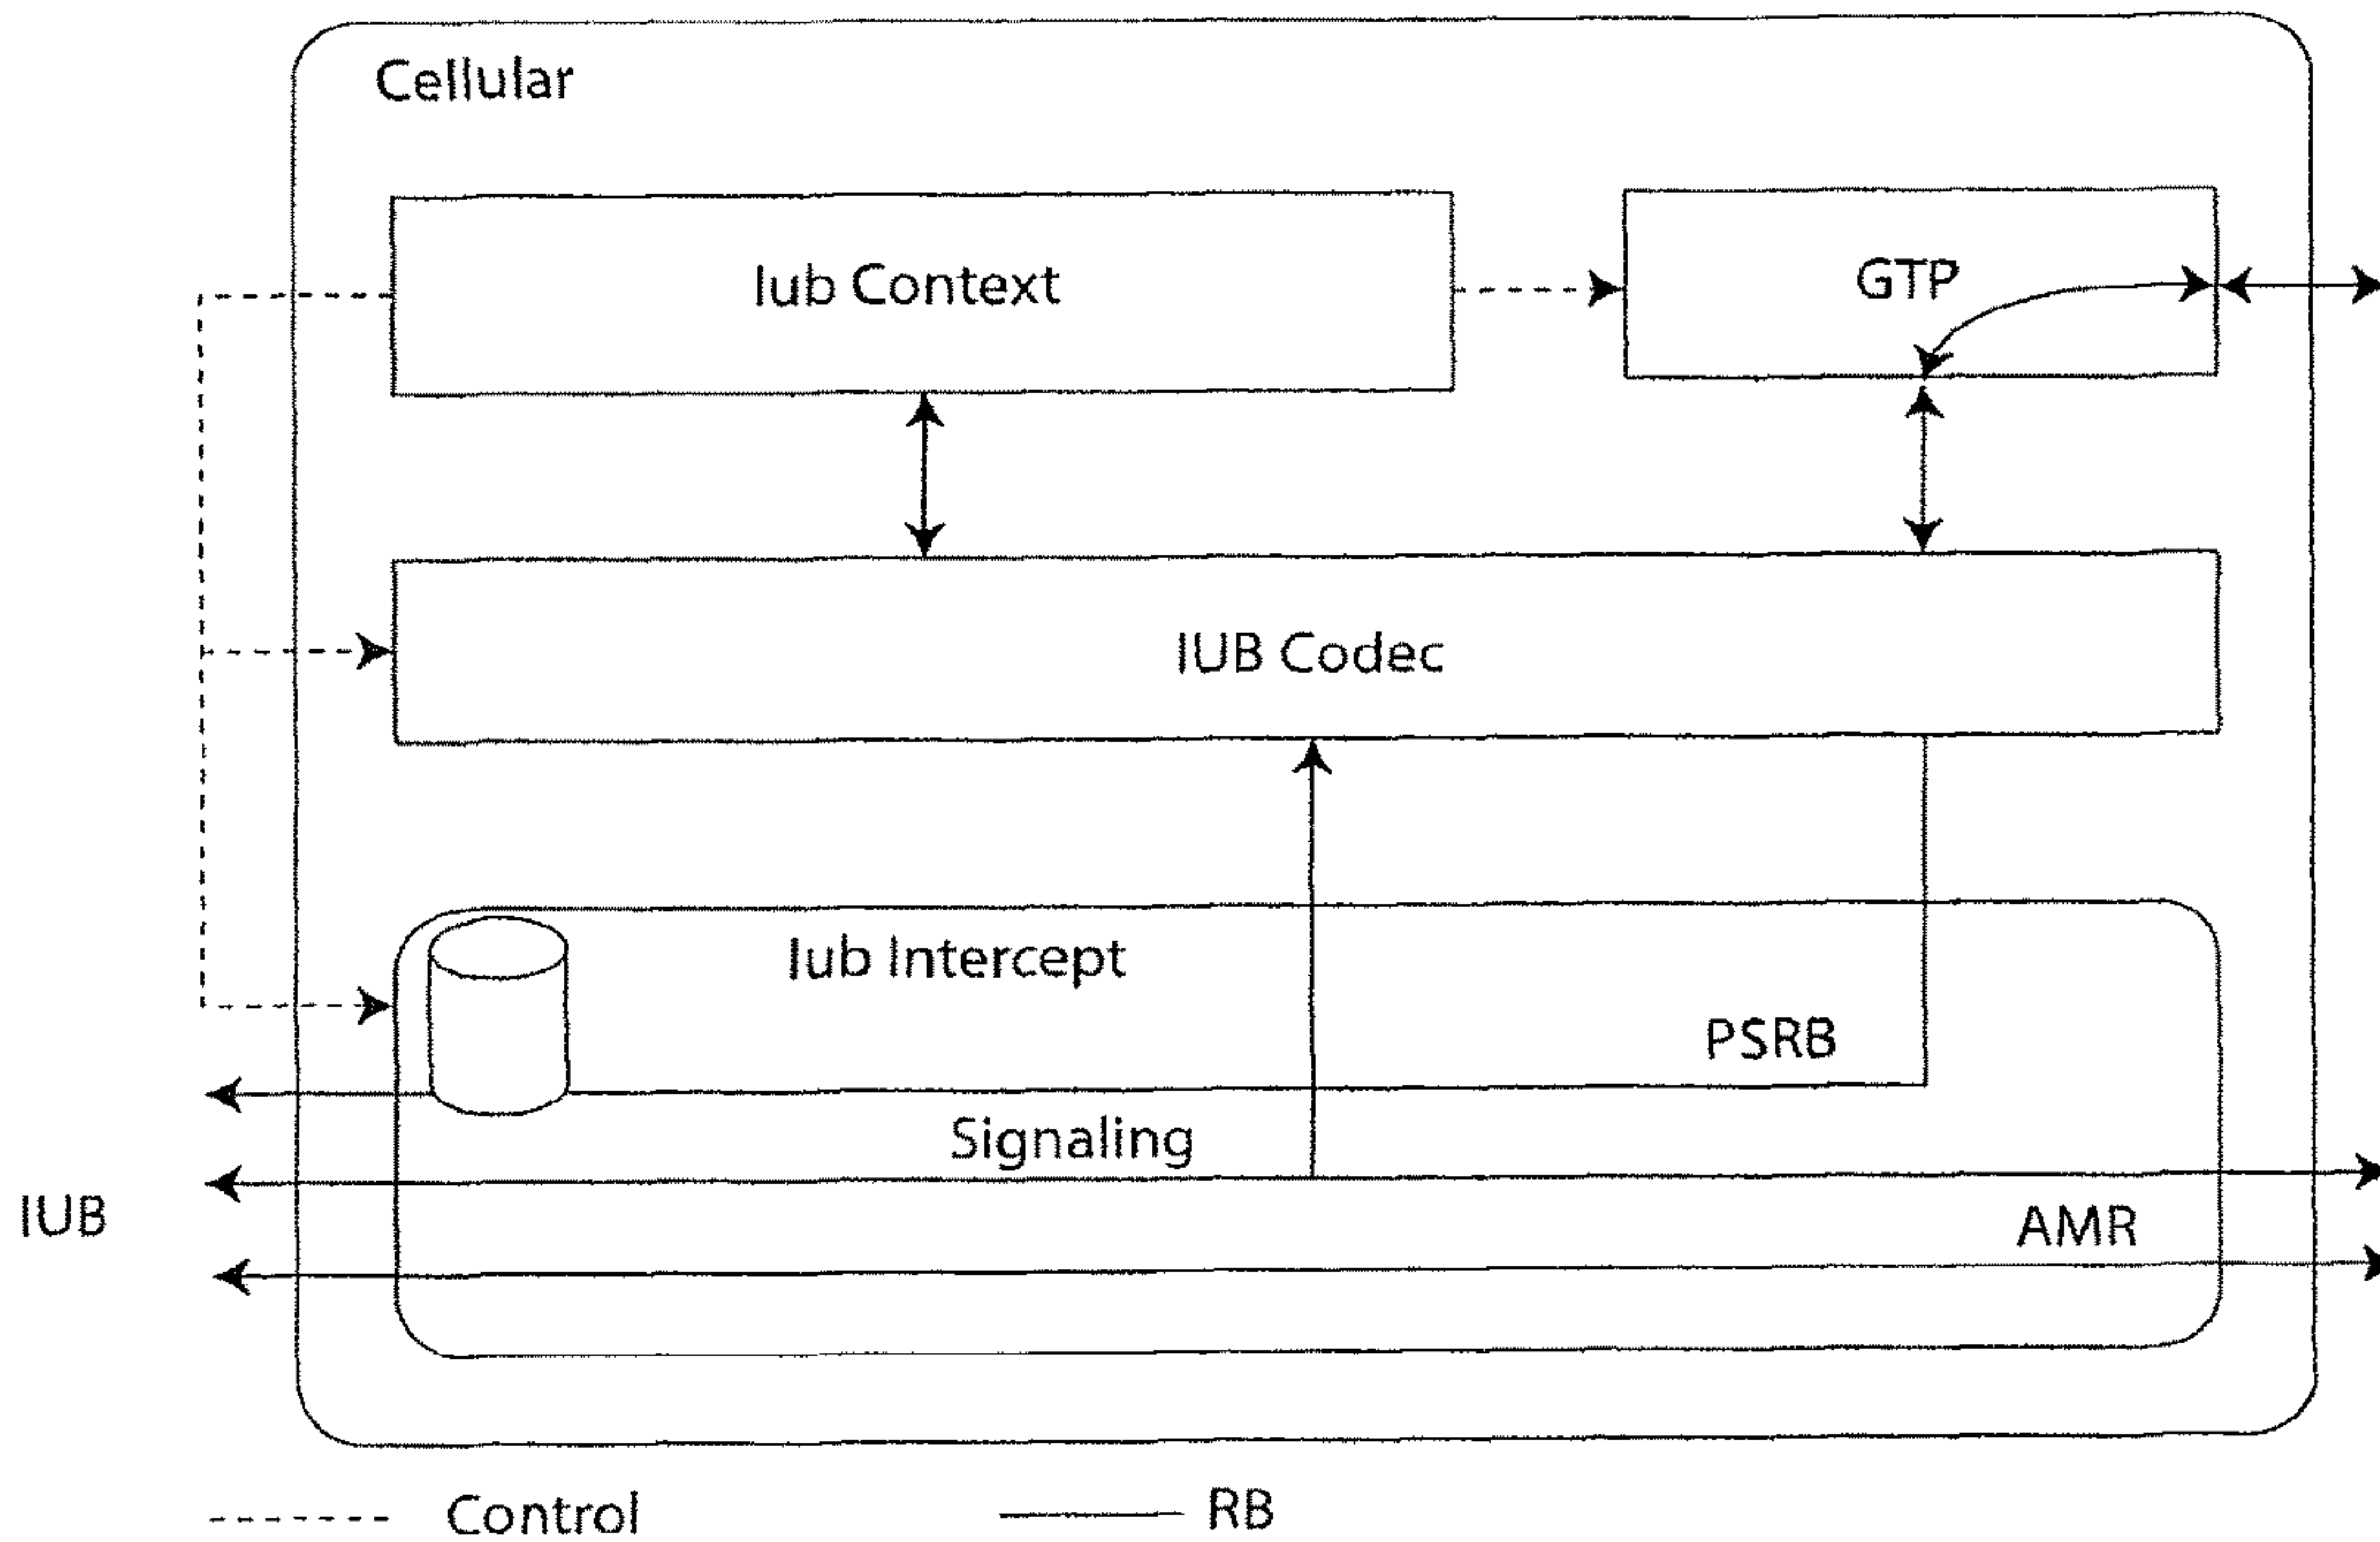 Cellular
Iub Context
GTP
IUB Codec
Iub Intercept
PSRB
Signaling
IUB
AMR
Control
RB